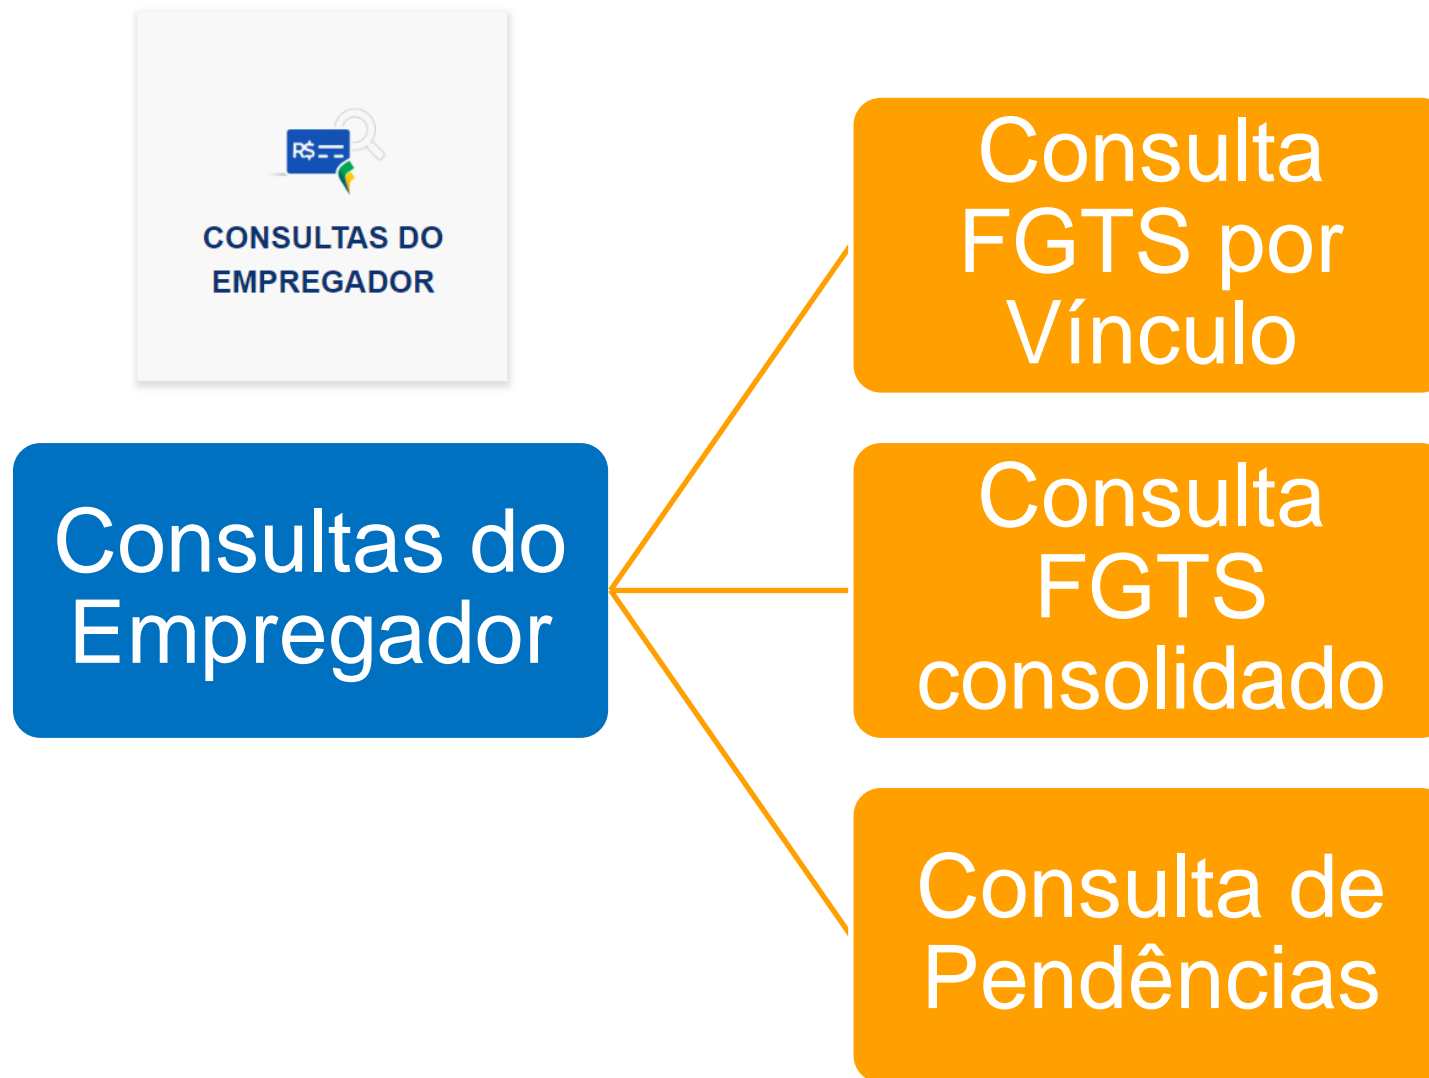 R$
CONSULTAS DO
EMPREGADOR
Consultas do
Empregador
Consulta
FGTS por
Vínculo
Consulta
FGTS
consolidado
Consulta de
Pendências